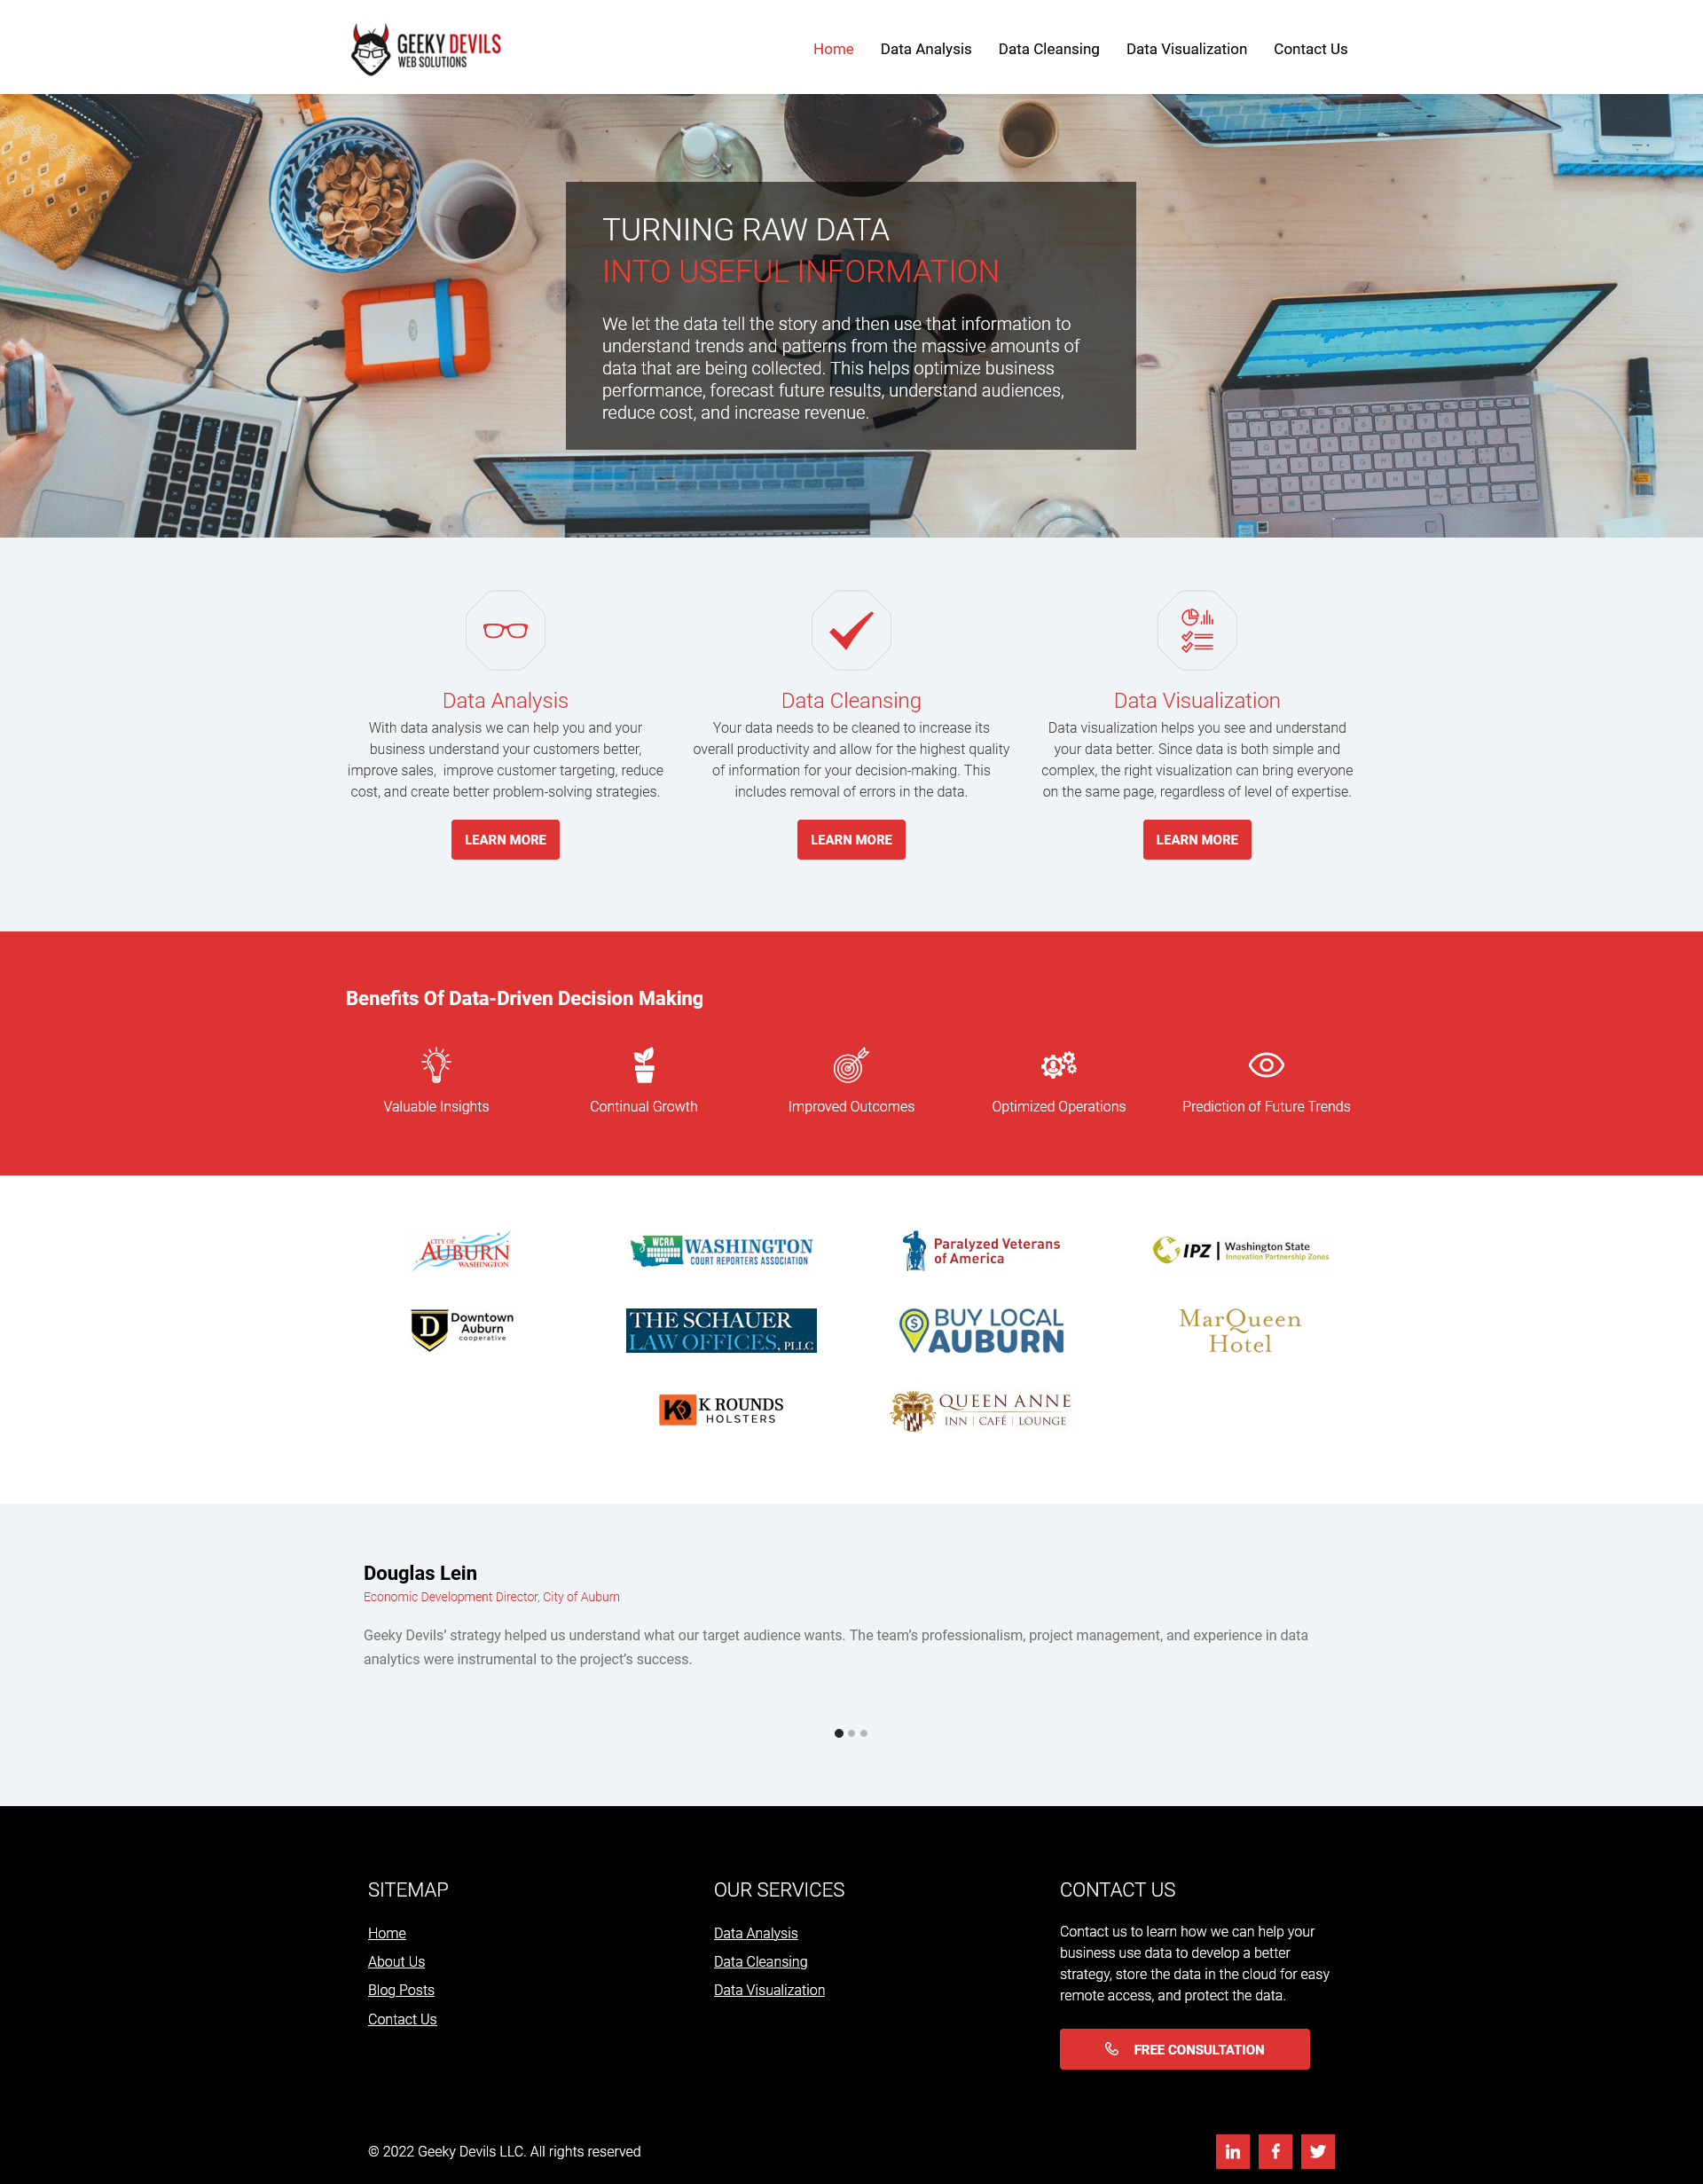 GEEKY DEVILS
WEB SOLUTIONS
Home Data Analysis Data Cleansing Data Visualization Contact Us
TURNING RAW DATA
INTO USEFUL INFORMATION
We let the data tell the story and then use that information to
understand trends and patterns from the massive amounts of
data that are being collected. This helps optimize business
performance, forecast future results, understand audiences,
reduce cost, and increase revenue.
Data Analysis
With data analysis we can help you and your
business understand your customers better,
improve sales,  improve customer targeting, reduce
cost, and create better problem-solving strategies.
LEARN MORE
Data Cleansing
Your data needs to be cleaned to increase its
overall productivity and allow for the highest quality
of information for your decision-making. This
includes removal of errors in the data.
LEARN MORE
Data Visualization
Data visualization helps you see and understand
your data better. Since data is both simple and
complex, the right visualization can bring everyone
on the same page, regardless of level of expertise.
LEARN MORE
Benefits Of Data-Driven Decision Making
Valuable Insights
Continual Growth
Improved Outcomes
Optimized Operations
Prediction of Future Trends
CITY OF
AUBURN
WASHINGTON
WCRA
WASHINGTON
COURT REPORTERS ASSOCIATION
Paralyzed Veterans
of America
IPZ
Washington State
Innovation Partnership Zones
D
Downtown
Auburn
cooperative
THE SCHAUER
LAW OFFICES, PLLC
$
BUY LOCAL
AUBURN
MarQueen
Hotel
K ROUNDS
HOLSTERS
QUEEN ANNE
INN | CAFÉ | LOUNGE
Douglas Lein
Economic Development Director, City of Auburn
Geeky Devils’ strategy helped us understand what our target audience wants. The team’s professionalism, project management, and experience in data
analytics were instrumental to the project’s success.
SITEMAP
Home
About Us
Blog Posts
Contact Us
OUR SERVICES
Data Analysis
Data Cleansing
Data Visualization
CONTACT US
Contact us to learn how we can help your
business use data to develop a better
strategy, store the data in the cloud for easy
remote access, and protect the data.
FREE CONSULTATION
© 2022 Geeky Devils LLC. All rights reserved
in f